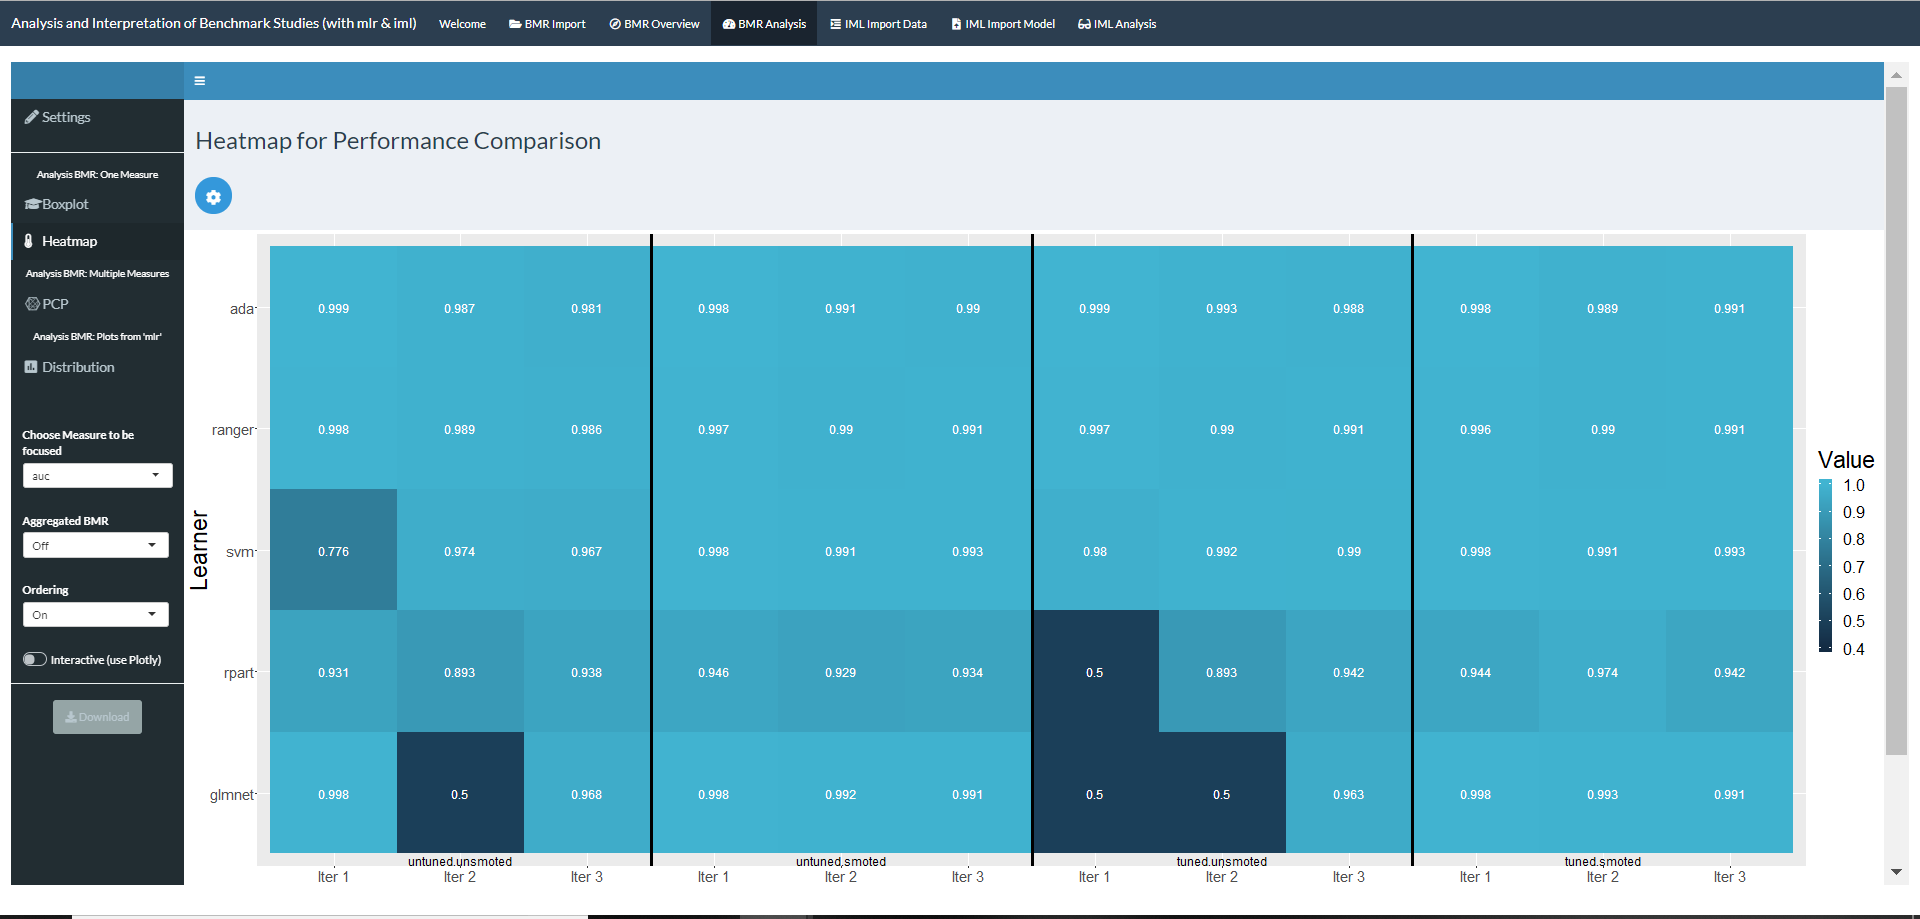 Analysis and Interpretation of Benchmark Studies (with mlr & iml) Welcome BMR Import BMR Overview BMR Analysis IML Import Data IML Import Model IML Analysis
Settings
Analysis BMR: One Measure
Boxplot
Heatmap
Analysis BMR: Multiple Measures
PCP
Analysis BMR: Plots from 'mlr'
Distribution
Choose Measure to be
focused
auc
Aggregated BMR
Off
Ordering
On
Interactive (use Plotly)
Download
Heatmap for Performance Comparison
Learner
ada 0.999 0.987 0.981 0.998 0.991 0.99 0.999 0.993 0.988 0.998 0.989 0.991
ranger 0.998 0.989 0.986 0.997 0.99 0.991 0.997 0.99 0.991 0.996 0.99 0.991
svm 0.776 0.974 0.967 0.998 0.991 0.993 0.98 0.992 0.99 0.998 0.991 0.993
rpart 0.931 0.893 0.938 0.946 0.929 0.934 0.5 0.893 0.942 0.944 0.974 0.942
glmnet 0.998 0.5 0.968 0.998 0.992 0.991 0.5 0.5 0.963 0.998 0.993 0.991
untuned.unsmoted untuned.smoted tuned.unsmoted tuned.smoted
Iter 1 Iter 2 Iter 3 Iter 1 Iter 2 Iter 3 Iter 1 Iter 2 Iter 3 Iter 1 Iter 2 Iter 3
Value
1.0
0.9
0.8
0.7
0.6
0.5
0.4